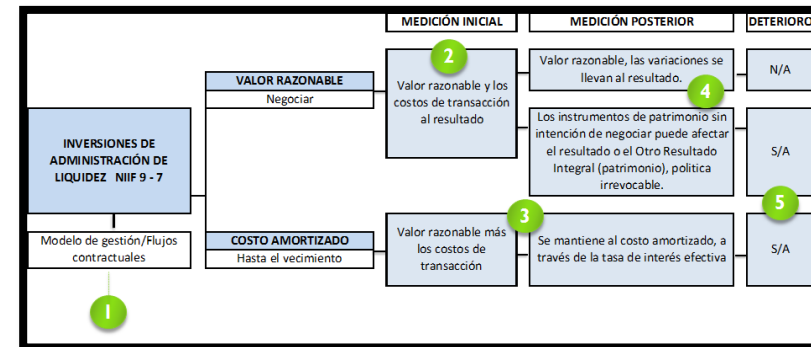 MEDICIÓN INICIAL
MEDICIÓN POSTERIOR
DETERIORO
2
VALOR RAZONABLE
Negociar
Valor razonable y los
costos de transacción
al resultado
Valor razonable, las variaciones se
llevan al resultado.
N/A
4
INVERSIONES DE
ADMINISTRACIÓN DE
LIQUIDEZ NIIF 9 - 7
Los instrumentos de patrimonio sin
intención de negociar puede afectar
el resultado o el Otro Resultado
Integral (patrimonio), politica
irrevocable.
S/A
5
3
Modelo de gestión/Flujos
contractuales
COSTO AMORTIZADO
Hasta el vecimiento
Valor razonable más
los costos de
transacción
Se mantiene al costo amortizado, a
través de la tasa de interés efectiva
S/A
1